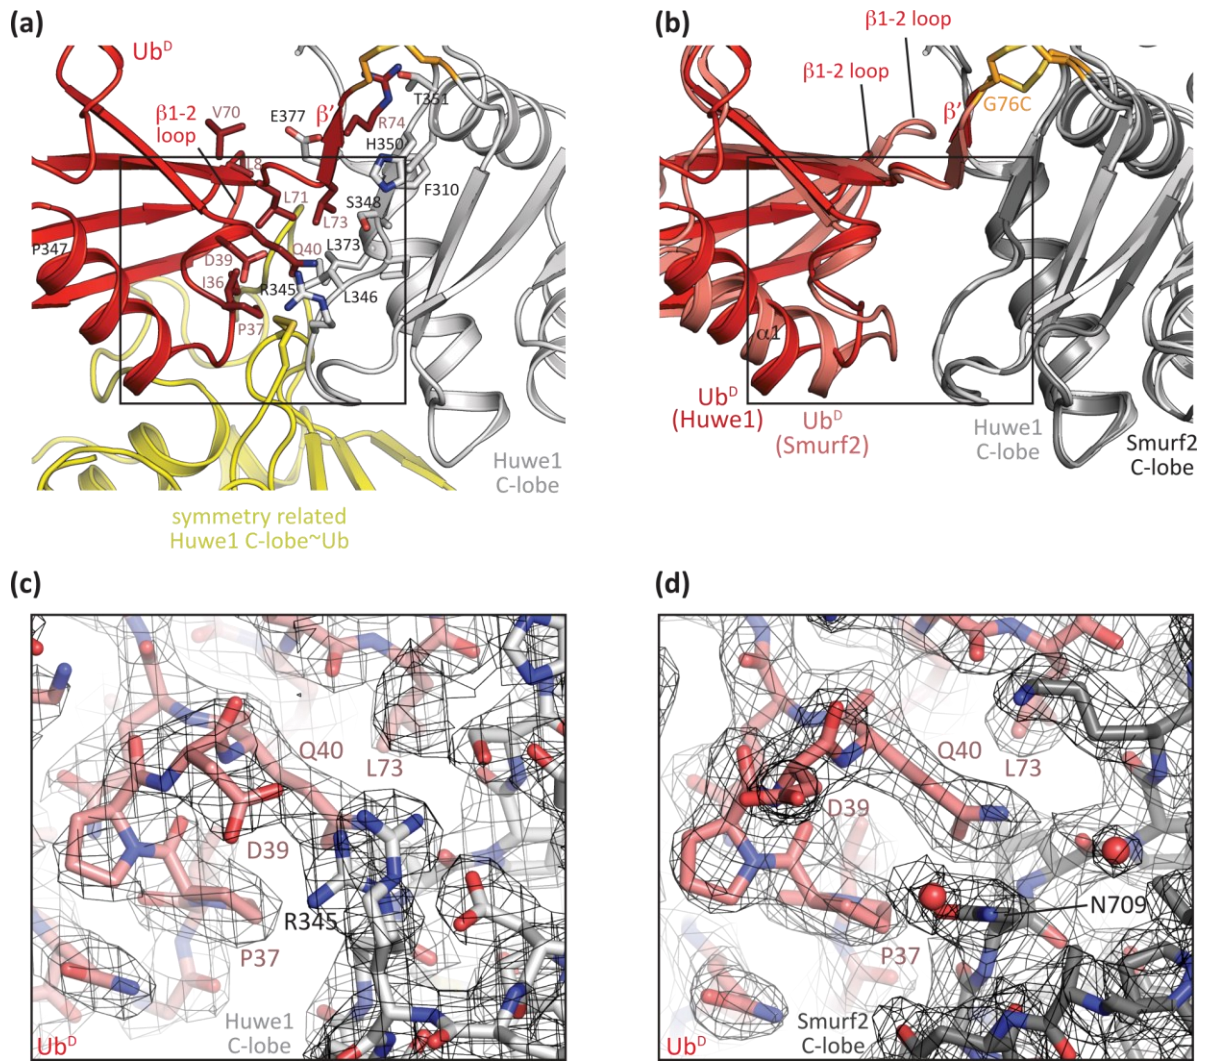 (a)
Ub^D
β1-2
loop
V70
E377
β'
T351
R74
H350
F310
L8
L71
S348
L73
P347
D39
Q40
L373
I36
R345
L346
P37
Huwe1
C-lobe
symmetry related
Huwe1 C-lobe~Ub
(b)
β1-2 loop
β1-2 loop
β'
G76C
α1
Ub^D
(Huwe1)
Ub^D
(Smurf2)
Huwe1
C-lobe
Smurf2
C-lobe
(c)
Q40
L73
D39
R345
P37
Huwe1
C-lobe
Ub^D
(d)
Q40
L73
D39
N709
P37
Smurf2
C-lobe
Ub^D